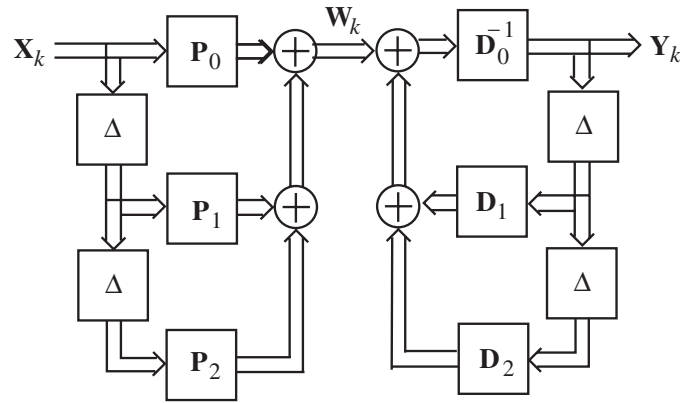 X_k P_0 + W_k + D_0^{-1} Y_k
Δ Δ
P_1 + + D_1
Δ Δ
P_2 D_2